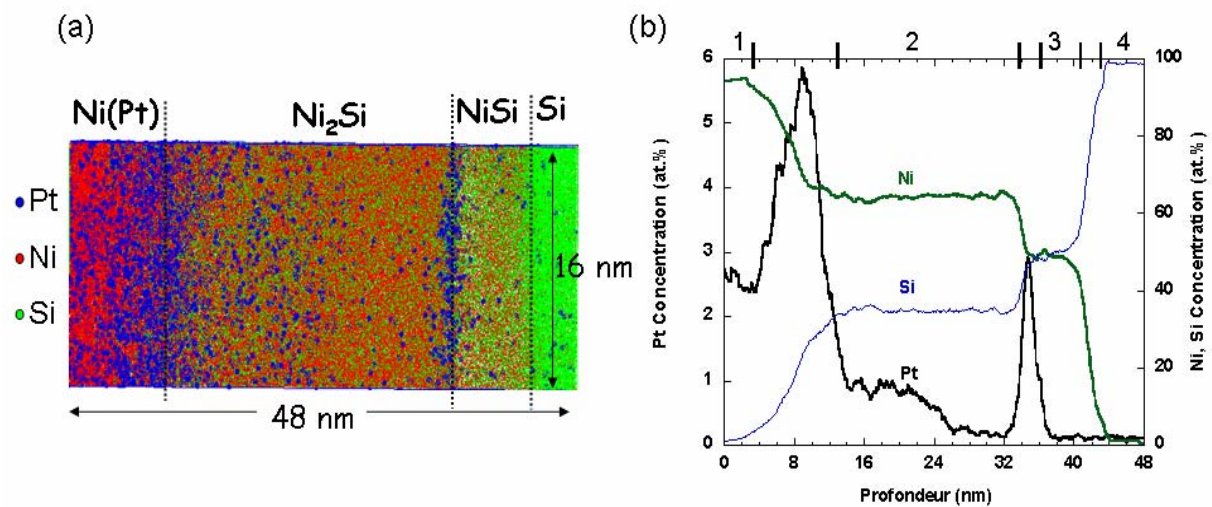 (a)
Ni(Pt)
Ni₂Si
NiSi
Si
Pt
Ni
Si
16 nm
48 nm
(b)
1
2
3
4
6
5
4
3
2
1
0
Pt Concentration (at.%)
100
80
60
40
20
0
Ni, Si Concentration (at.%)
Ni
Si
Pt
0 8 16 24 32 40 48
Profondeur (nm)